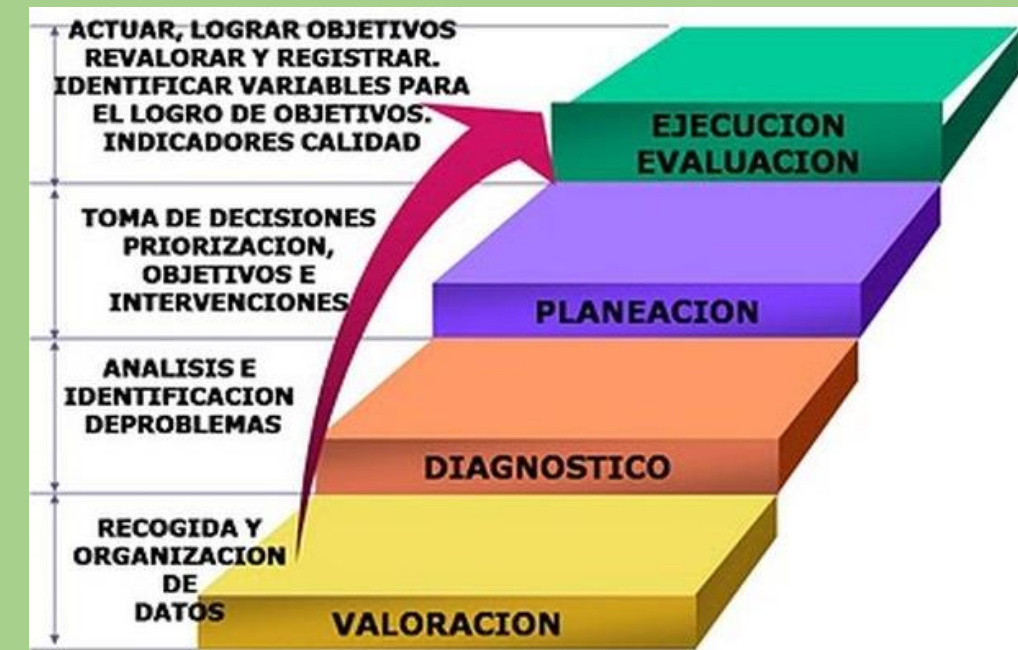 ACTUAR, LOGRAR OBJETIVOS
REVALORAR Y REGISTRAR.
IDENTIFICAR VARIABLES PARA
EL LOGRO DE OBJETIVOS.
INDICADORES CALIDAD
EJECUCION
EVALUACION
TOMA DE DECISIONES
PRIORIZACION,
OBJETIVOS E
INTERVENCIONES
PLANEACION
ANALISIS E
IDENTIFICACION
DEPROBLEMAS
DIAGNOSTICO
RECOGIDA Y
ORGANIZACION
DE
DATOS
VALORACION